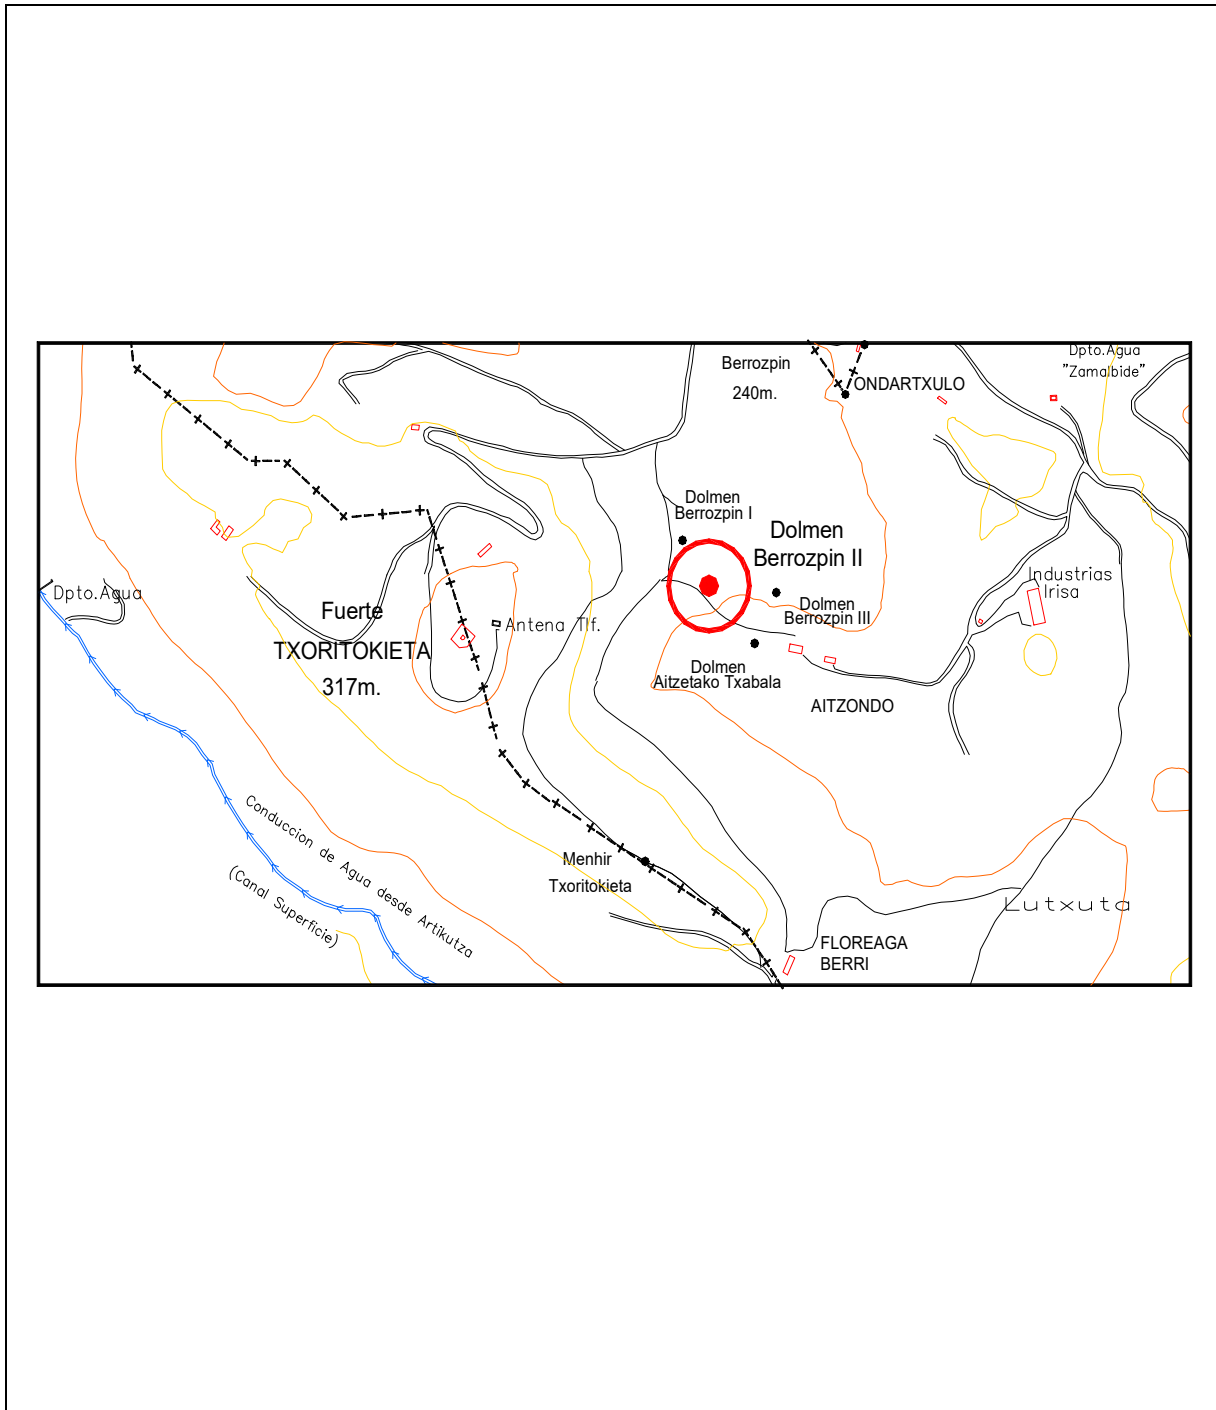 Dpto.Agua
"Zamalbide"
Berrozpin
240m.
ONDARTXULO
Dolmen
Berrozpin I
Dolmen
Berrozpin II
Industrias
Irisa
Dpto.Agua
Dolmen
Berrozpin III
Fuerte
TXORITOKIETA
317m.
Antena Tlf.
Dolmen
Aitzetako Txabala
AITZONDO
Conduccion de Agua desde Artikutza
(Canal Superficie)
Menhir
Txoritokieta
Lutxuta
FLOREAGA
BERRI